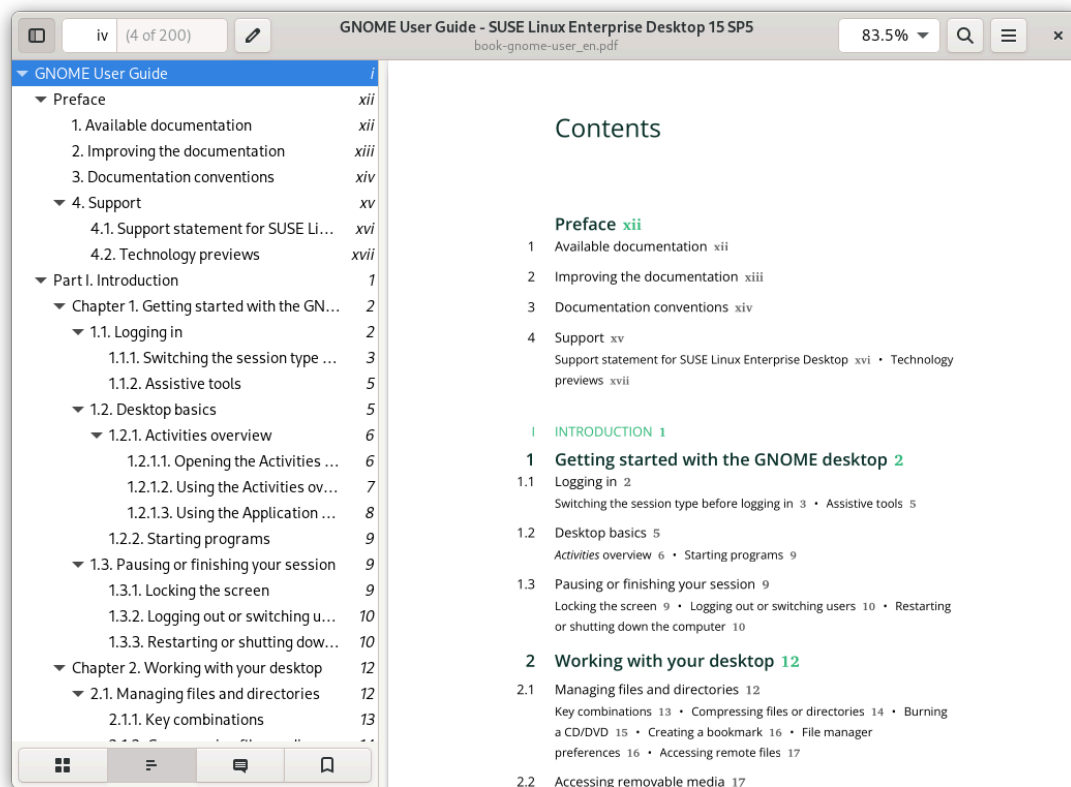 iv (4 of 200)
GNOME User Guide - SUSE Linux Enterprise Desktop 15 SP5
book-gnome-user_en.pdf
83.5%
GNOME User Guide i
Preface xii
1. Available documentation xii
2. Improving the documentation xiii
3. Documentation conventions xiv
4. Support xv
4.1. Support statement for SUSE Li... xvi
4.2. Technology previews xvii
Part I. Introduction 1
Chapter 1. Getting started with the GN... 2
1.1. Logging in 2
1.1.1. Switching the session type ... 3
1.1.2. Assistive tools 5
1.2. Desktop basics 5
1.2.1. Activities overview 6
1.2.1.1. Opening the Activities ... 6
1.2.1.2. Using the Activities ov... 7
1.2.1.3. Using the Application ... 8
1.2.2. Starting programs 9
1.3. Pausing or finishing your session 9
1.3.1. Locking the screen 9
1.3.2. Logging out or switching u... 10
1.3.3. Restarting or shutting dow... 10
Chapter 2. Working with your desktop 12
2.1. Managing files and directories 12
2.1.1. Key combinations 13
Contents
Preface xii
1 Available documentation xii
2 Improving the documentation xiii
3 Documentation conventions xiv
4 Support xv
Support statement for SUSE Linux Enterprise Desktop xvi • Technology
previews xvii
I INTRODUCTION 1
1 Getting started with the GNOME desktop 2
1.1 Logging in 2
Switching the session type before logging in 3 • Assistive tools 5
1.2 Desktop basics 5
Activities overview 6 • Starting programs 9
1.3 Pausing or finishing your session 9
Locking the screen 9 • Logging out or switching users 10 • Restarting
or shutting down the computer 10
2 Working with your desktop 12
2.1 Managing files and directories 12
Key combinations 13 • Compressing files or directories 14 • Burning
a CD/DVD 15 • Creating a bookmark 16 • File manager
preferences 16 • Accessing remote files 17
2.2 Accessing removable media 17